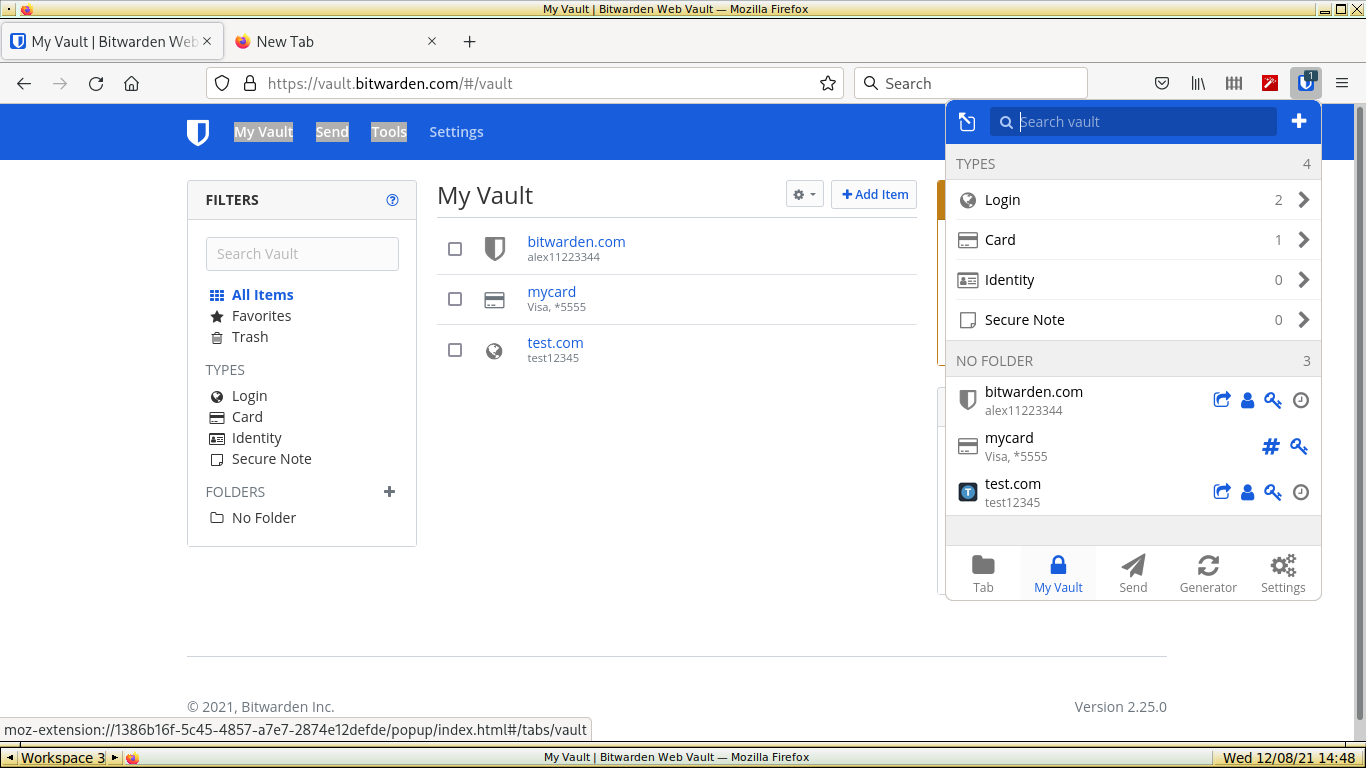 My Vault | Bitwarden Web Vault — Mozilla Firefox
My Vault | Bitwarden Web
New Tab
https://vault.bitwarden.com/#/vault
Search
1
My Vault
Send
Tools
Settings
Search vault
FILTERS
Search Vault
All Items
Favorites
Trash
TYPES
Login
Card
Identity
Secure Note
FOLDERS
No Folder
My Vault
Add Item
bitwarden.com
alex11223344
mycard
Visa, *5555
test.com
test12345
TYPES 4
Login 2
Card 1
Identity 0
Secure Note 0
NO FOLDER 3
bitwarden.com
alex11223344
mycard
Visa, *5555
T
test.com
test12345
Tab
My Vault
Send
Generator
Settings
© 2021, Bitwarden Inc.
Version 2.25.0
moz-extension://1386b16f-5c45-4857-a7e7-2874e12defde/popup/index.html#/tabs/vault
Workspace 3
My Vault | Bitwarden Web Vault — Mozilla Firefox
Wed 12/08/21 14:48